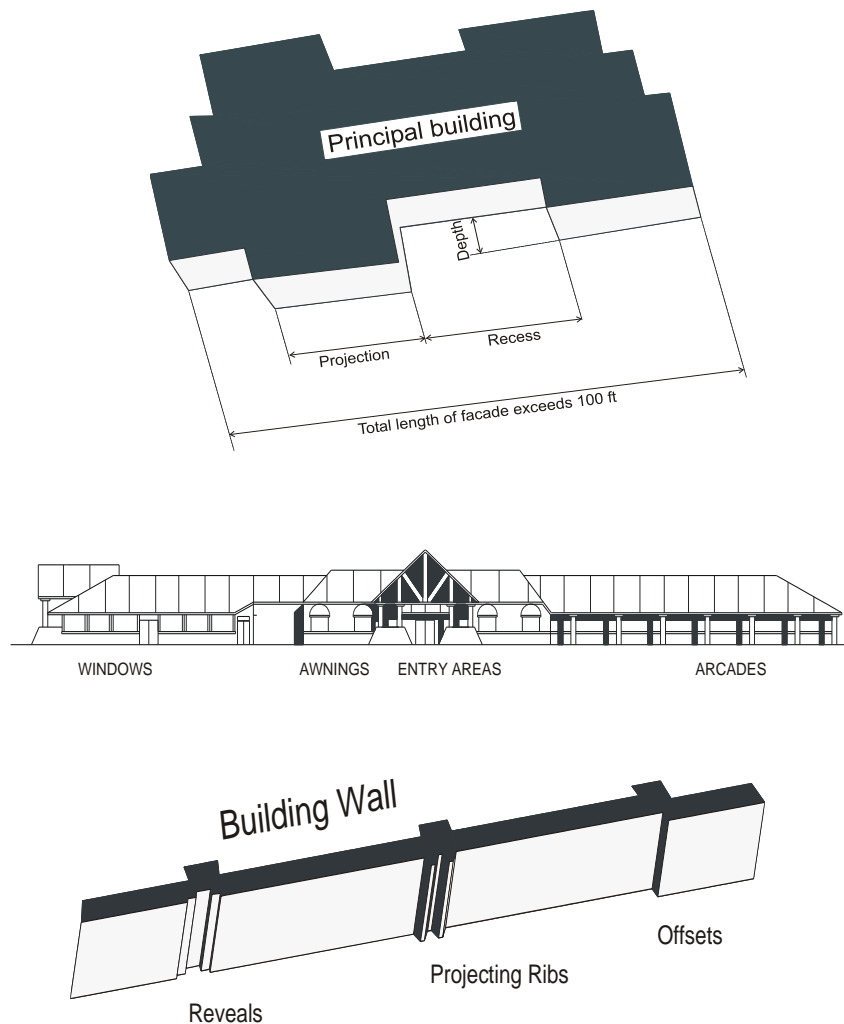 Principal building
Depth
Recess
Projection
Total length of facade exceeds 100 ft
WINDOWS AWNINGS ENTRY AREAS ARCADES
Building Wall
Offsets
Projecting Ribs
Reveals